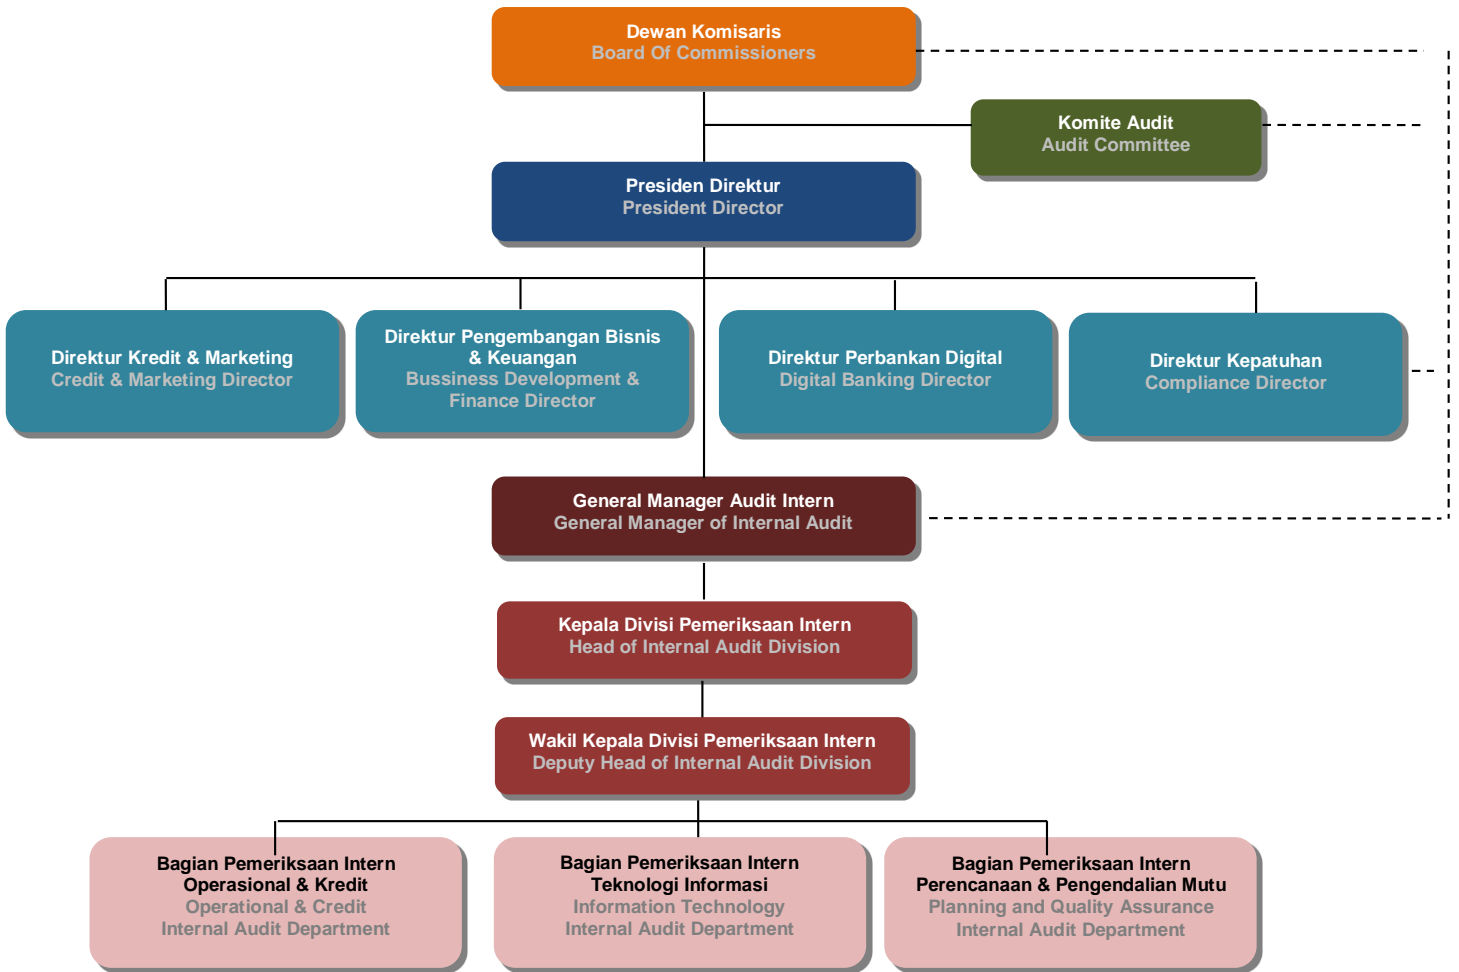 Dewan Komisaris
Board Of Commissioners
Komite Audit
Audit Committee
Presiden Direktur
President Director
Direktur Kredit & Marketing
Credit & Marketing Director
Direktur Pengembangan Bisnis
& Keuangan
Bussiness Development &
Finance Director
Direktur Perbankan Digital
Digital Banking Director
Direktur Kepatuhan
Compliance Director
General Manager Audit Intern
General Manager of Internal Audit
Kepala Divisi Pemeriksaan Intern
Head of Internal Audit Division
Wakil Kepala Divisi Pemeriksaan Intern
Deputy Head of Internal Audit Division
Bagian Pemeriksaan Intern
Operasional & Kredit
Operational & Credit
Internal Audit Department
Bagian Pemeriksaan Intern
Teknologi Informasi
Information Technology
Internal Audit Department
Bagian Pemeriksaan Intern
Perencanaan & Pengendalian Mutu
Planning and Quality Assurance
Internal Audit Department